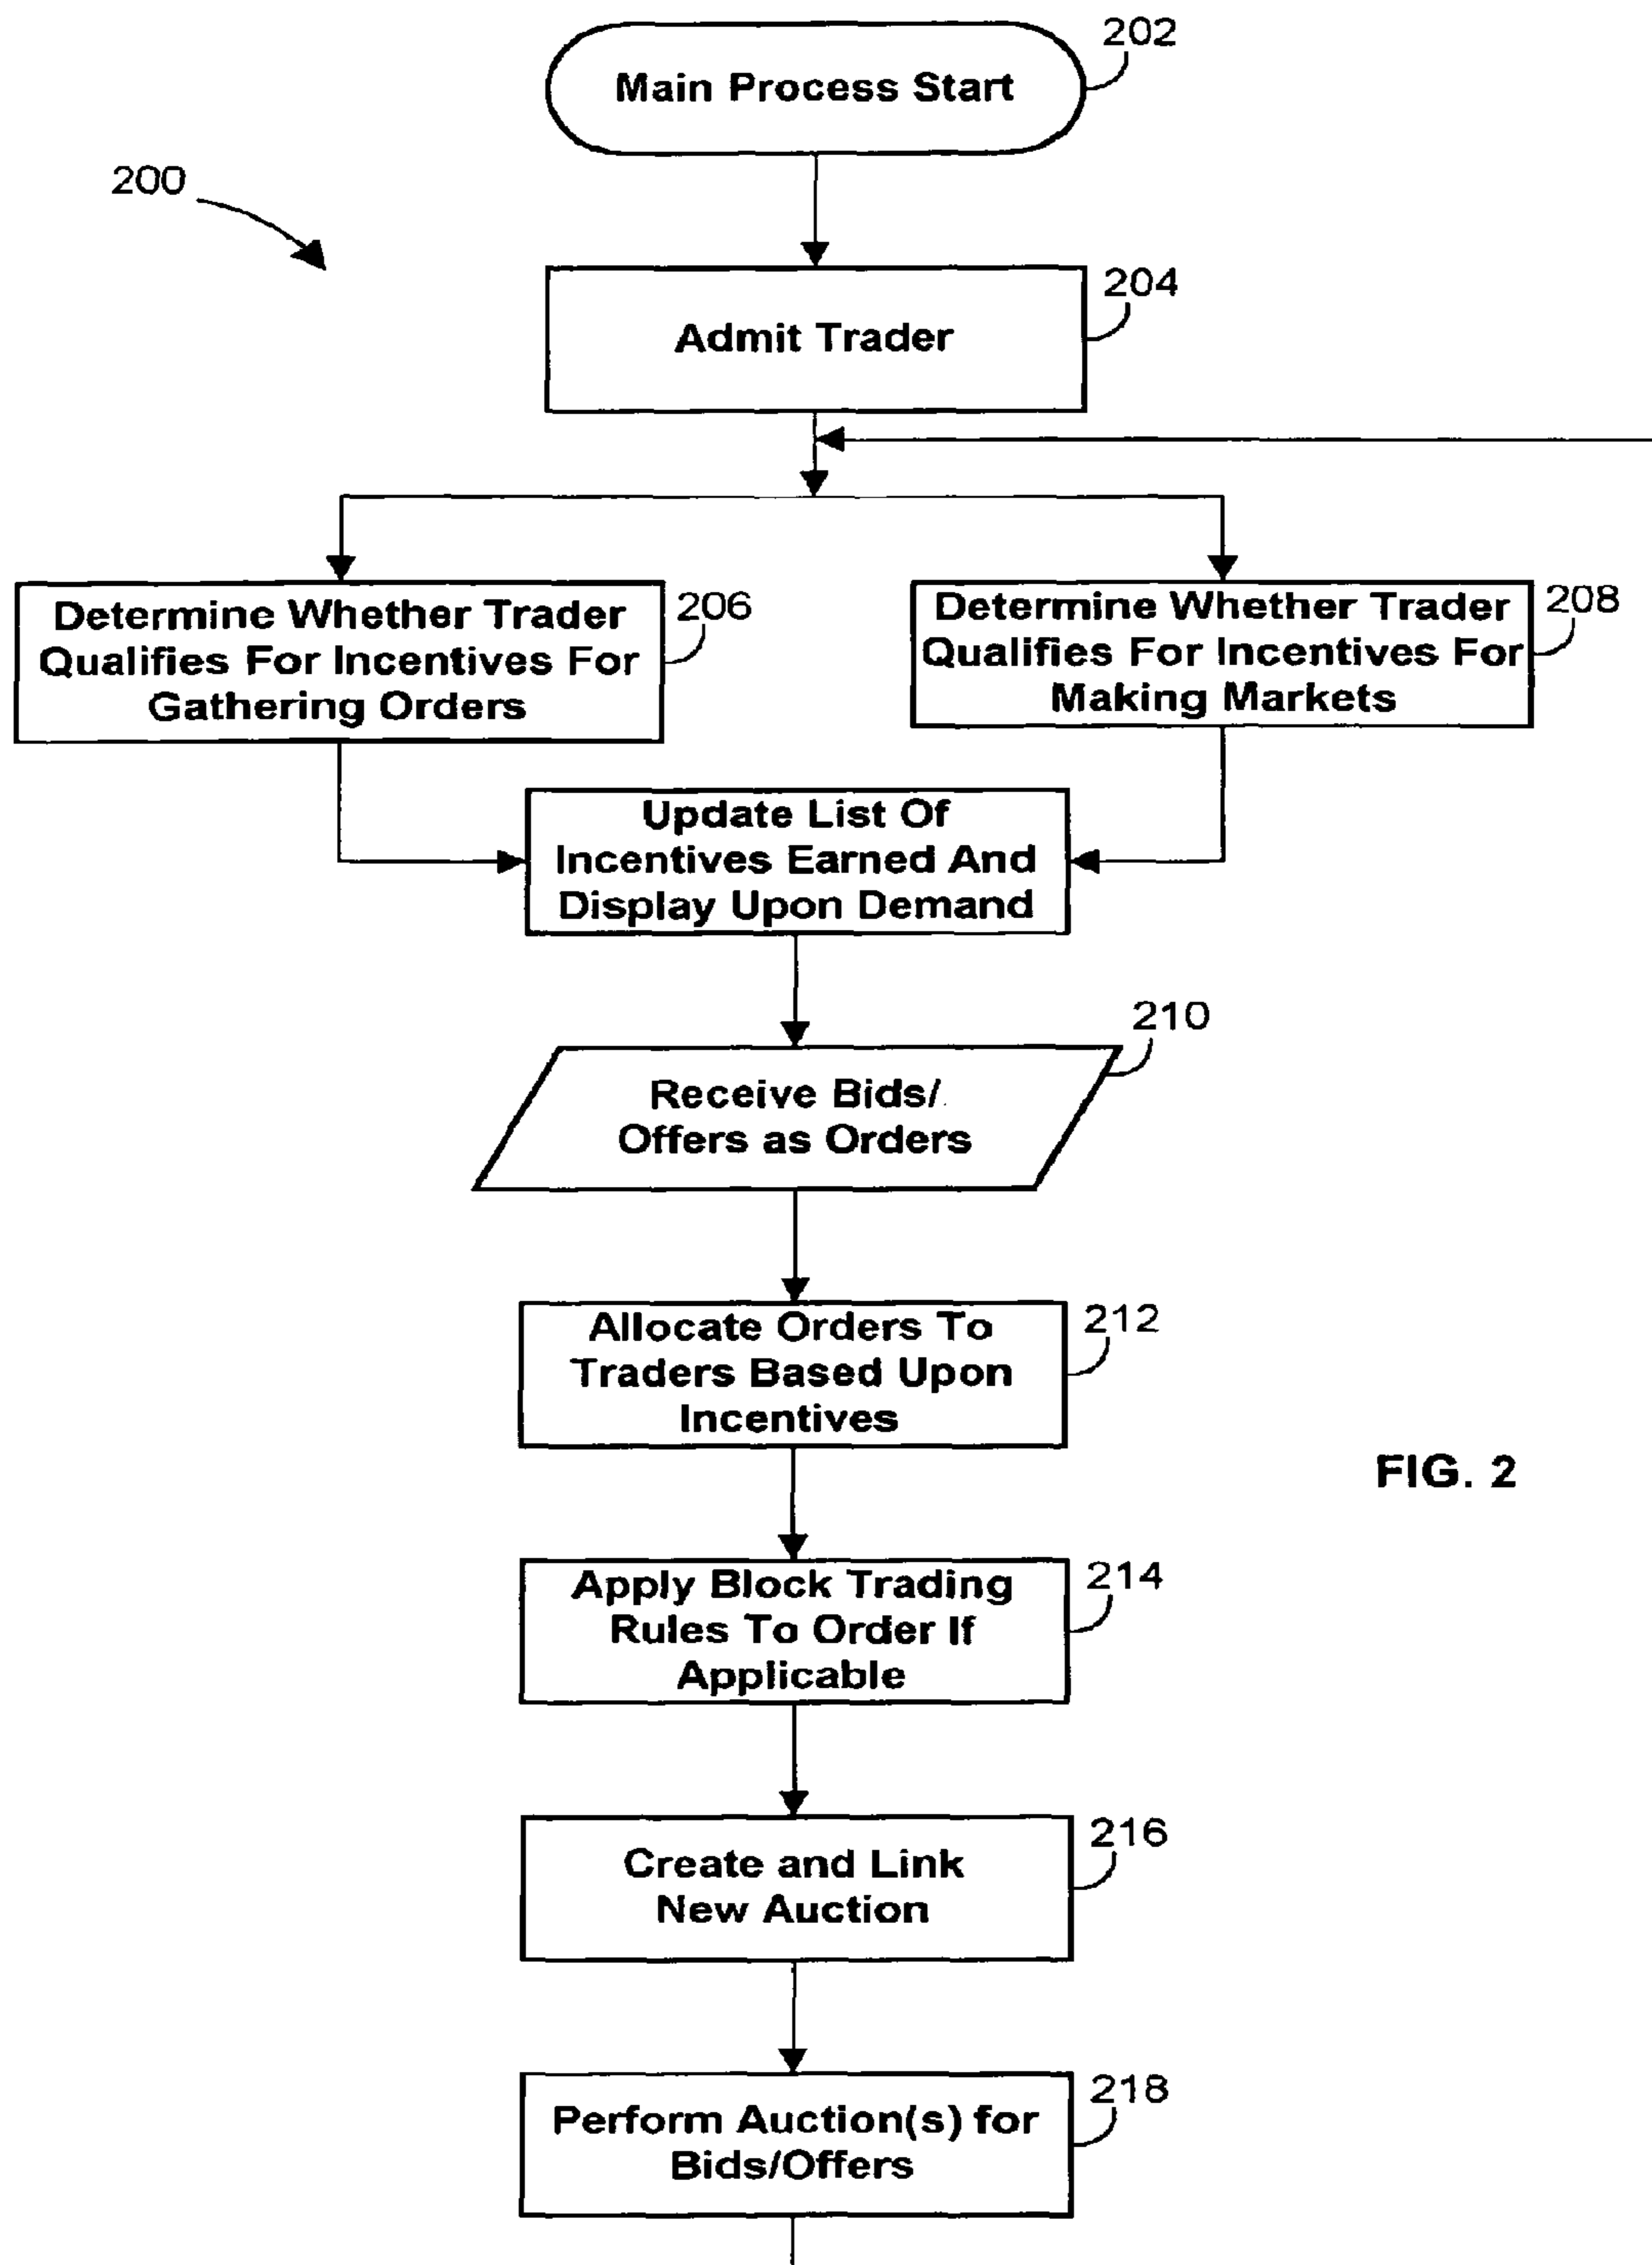 202
Main Process Start
200
204
Admit Trader
206
Determine Whether Trader
Qualifies For Incentives For
Gathering Orders
208
Determine Whether Trader
Qualifies For Incentives For
Making Markets
Update List Of
Incentives Earned And
Display Upon Demand
210
Receive Bids/
Offers as Orders
212
Allocate Orders To
Traders Based Upon
Incentives
FIG. 2
214
Apply Block Trading
Rules To Order If
Applicable
216
Create and Link
New Auction
218
Perform Auction(s) for
Bids/Offers